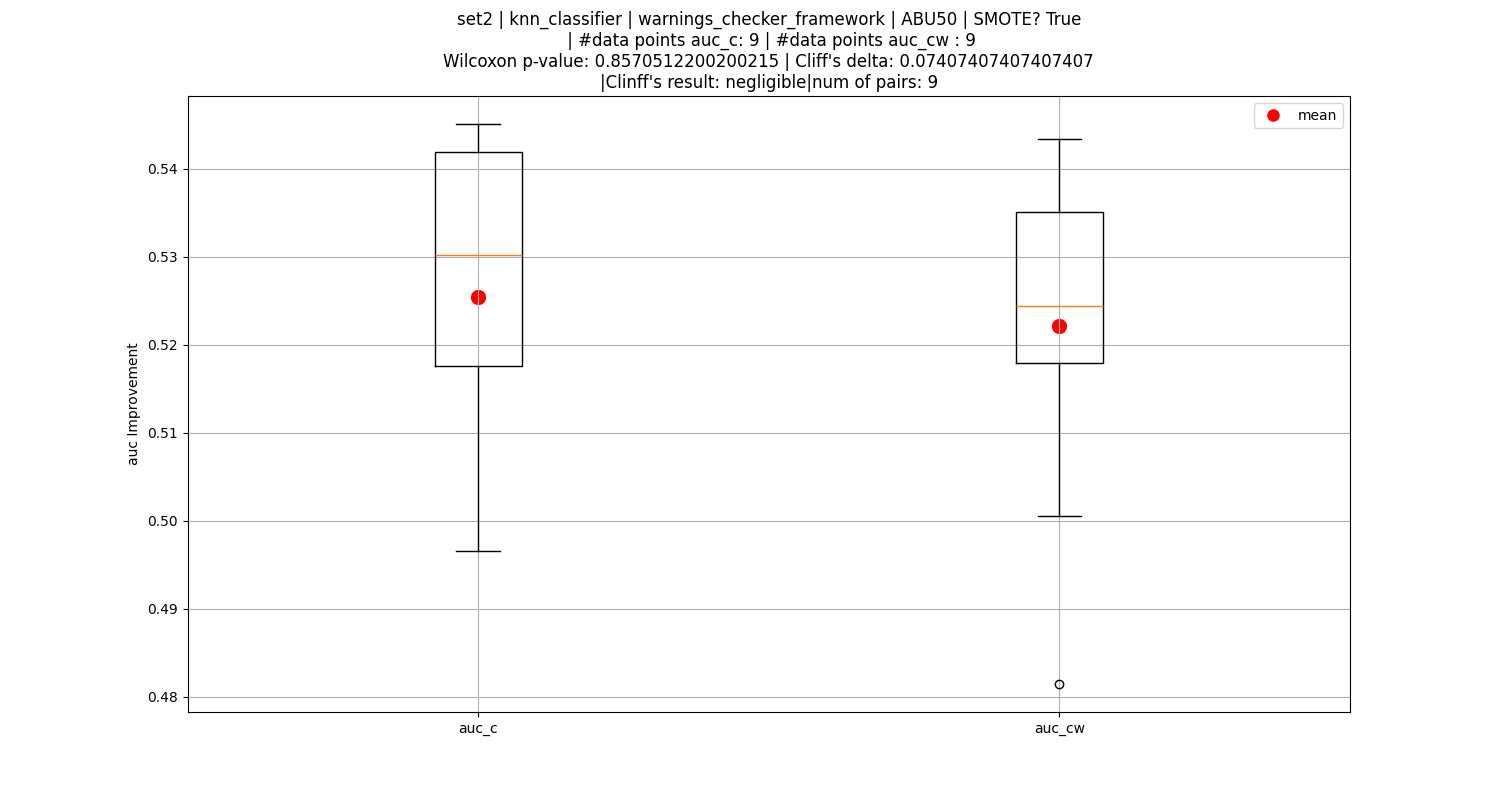 set2 | knn_classifier | warnings_checker_framework | ABU50 | SMOTE? True
| #data points auc_c: 9 | #data points auc_cw : 9
Wilcoxon p-value: 0.8570512200200215 | Cliff's delta: 0.07407407407407407
|Clinff's result: negligible|num of pairs: 9
mean
auc Improvement
0.54
0.53
0.52
0.51
0.50
0.49
0.48
auc_c
auc_cw